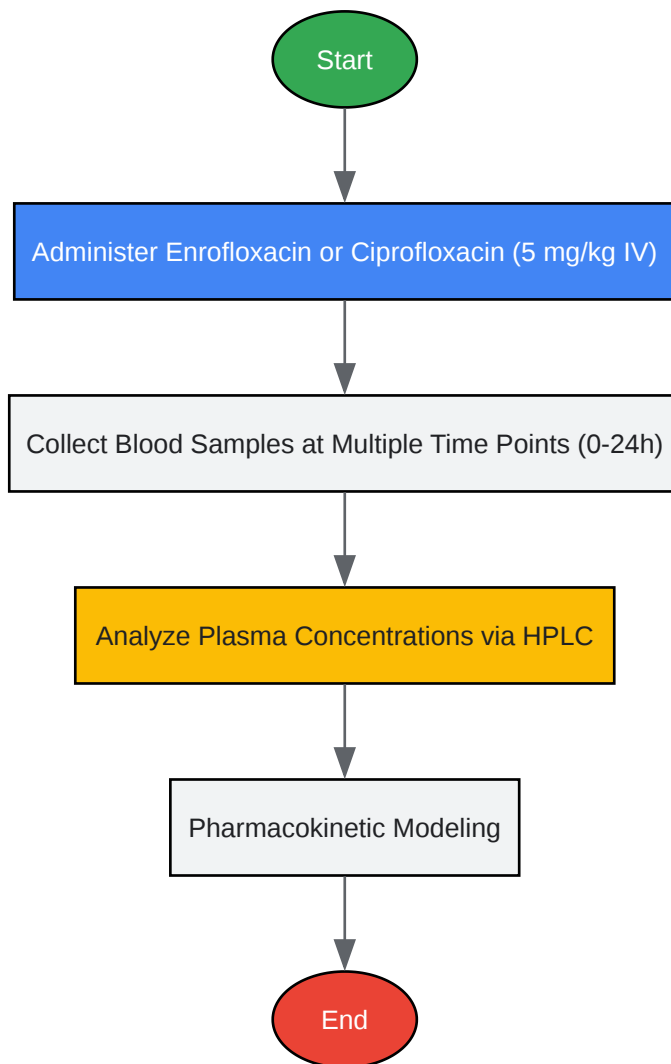 Start
Administer Enrofloxacin or Ciprofloxacin (5 mg/kg IV)
Collect Blood Samples at Multiple Time Points (0-24h)
Analyze Plasma Concentrations via HPLC
Pharmacokinetic Modeling
End